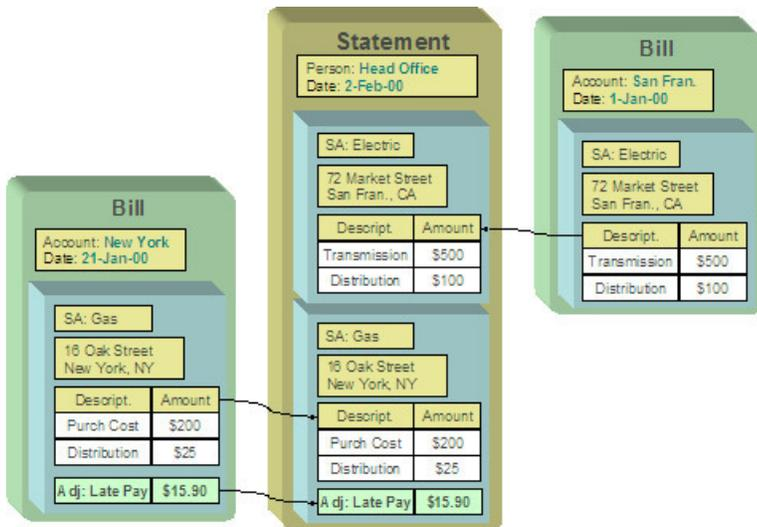 Statement
Person: Head Office
Date: 2-Feb-00
SA: Electric
72 Market Street
San Fran., CA
Descript. Amount
Transmission $500
Distribution $100
SA: Gas
16 Oak Street
New York, NY
Descript. Amount
Purch Cost $200
Distribution $25
Adj: Late Pay $15.90
Bill
Account: San Fran.
Date: 1-Jan-00
SA: Electric
72 Market Street
San Fran., CA
Descript. Amount
Transmission $500
Distribution $100
Bill
Account: New York
Date: 21-Jan-00
SA: Gas
16 Oak Street
New York, NY
Descript. Amount
Purch Cost $200
Distribution $25
Adj: Late Pay $15.90